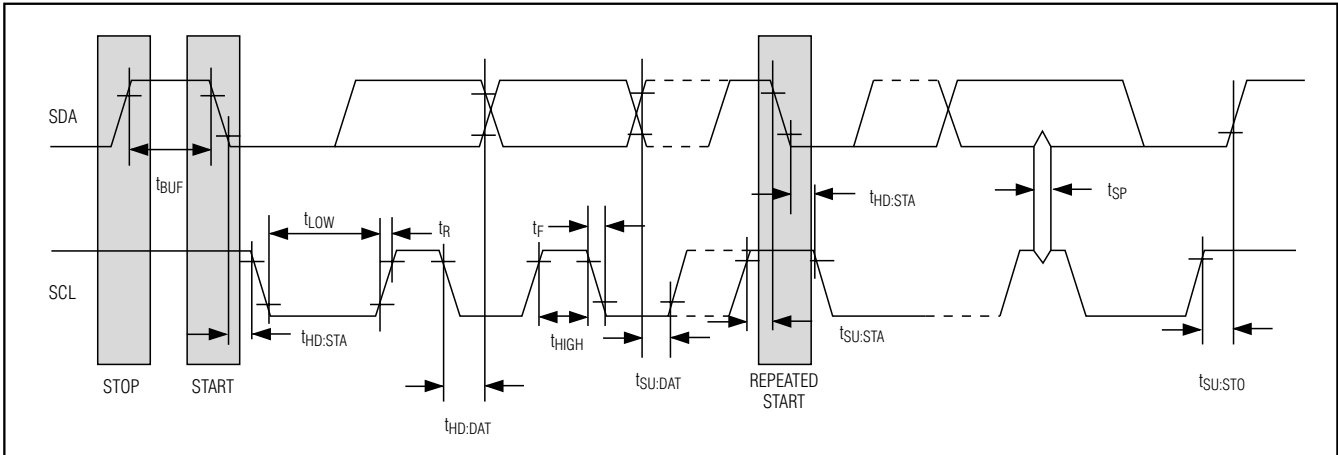 SDA
tBUF
tLOW
tR
tF
tHD:STA
tSP
SCL
tHD:STA
tHIGH
tSU:DAT
tSU:STA
tSU:STO
STOP
START
tHD:DAT
REPEATED
START